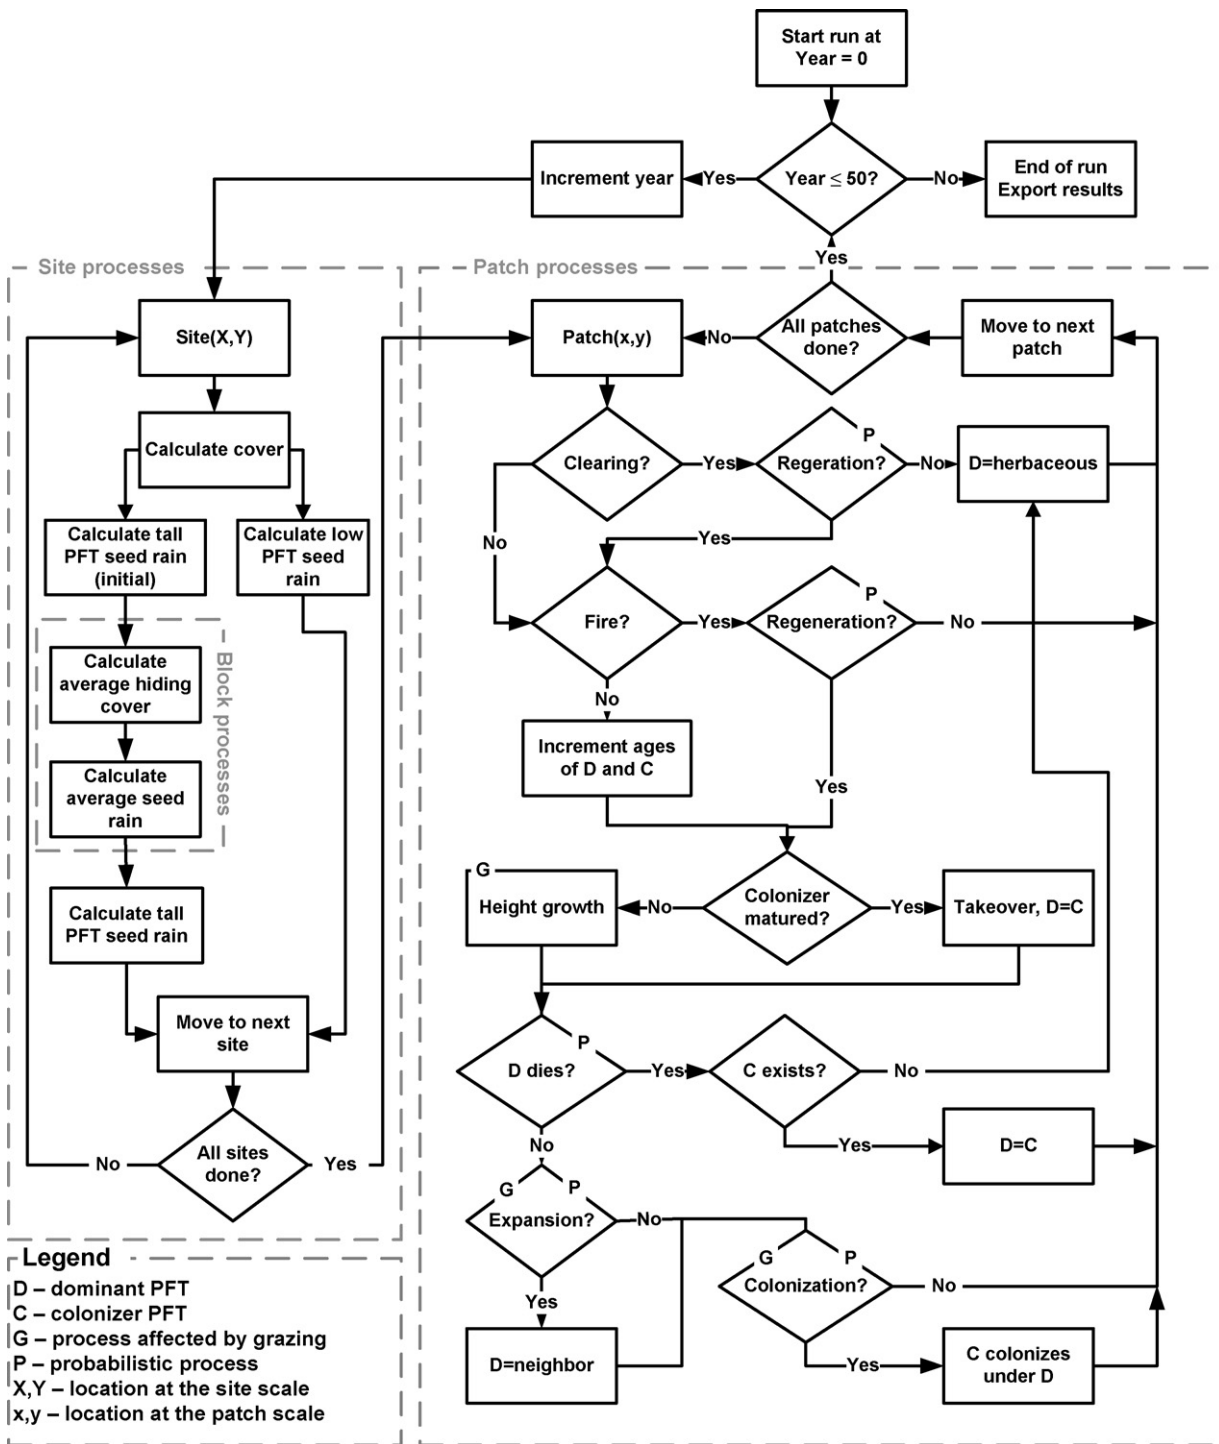 Start run at
Year = 0
Increment year
Yes
Year ≤ 50?
No
End of run
Export results
Yes
Site processes
Patch processes
Site(X,Y)
Patch(x,y)
No
All patches
done?
Move to next
patch
Calculate cover
Clearing?
Yes
P
Regeration?
No
D=herbaceous
Calculate tall
PFT seed rain
(initial)
Calculate low
PFT seed
rain
No
Yes
Fire?
Yes
P
Regeneration?
No
Block processes
Calculate
average hiding
cover
No
Increment ages
of D and C
Yes
Calculate
average seed
rain
G
Height growth
No
Colonizer
matured?
Yes
Takeover, D=C
Calculate tall
PFT seed rain
Move to next
site
P
D dies?
Yes
C exists?
No
No
Yes
D=C
No
All sites
done?
Yes
G
P
Expansion?
No
G
P
Colonization?
No
Yes
D=neighbor
Yes
C colonizes
under D
Legend
D – dominant PFT
C – colonizer PFT
G – process affected by grazing
P – probabilistic process
X,Y – location at the site scale
x,y – location at the patch scale